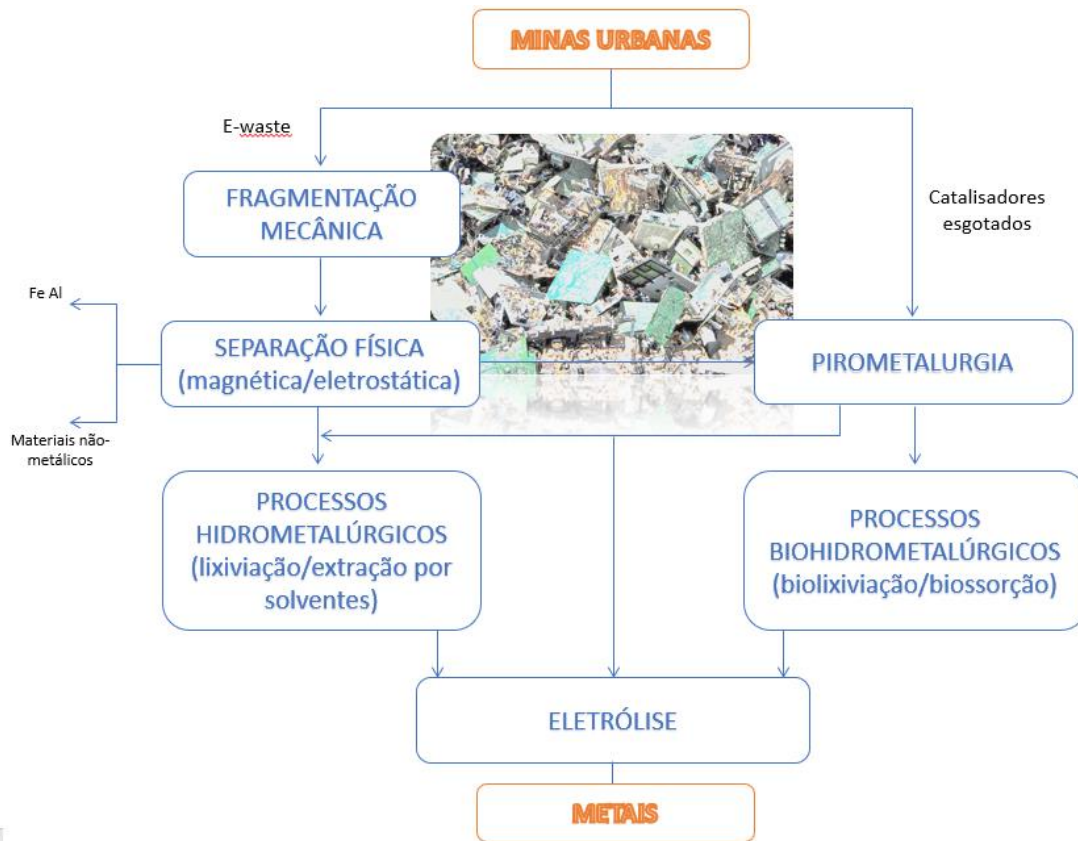 MINAS URBANAS
E-waste
FRAGMENTAÇÃO
MECÂNICA
Catalisadores
esgotados
Fe Al
SEPARAÇÃO FÍSICA
(magnética/eletrostática)
PIROMETALURGIA
Materiais não-
metálicos
PROCESSOS
HIDROMETALÚRGICOS
(lixiviação/extração por
solventes)
PROCESSOS
BIOHIDROMETALÚRGICOS
(biolixiviação/biossorção)
ELETRÓLISE
METAIS